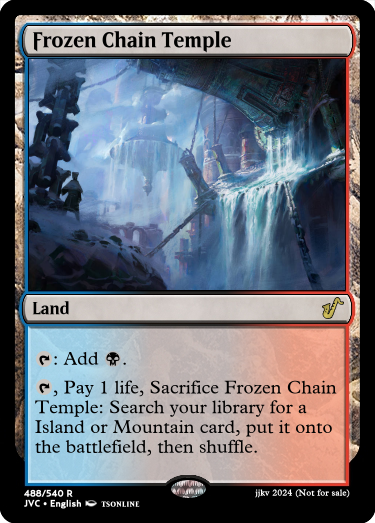 Frozen Chain Temple
Land
: Add .
, Pay 1 life, Sacrifice Frozen Chain
Temple: Search your library for a
Island or Mountain card, put it onto
the battlefield, then shuffle.
488/540 R
JVC • English TSONLINE
jjkv 2024 (Not for sale)